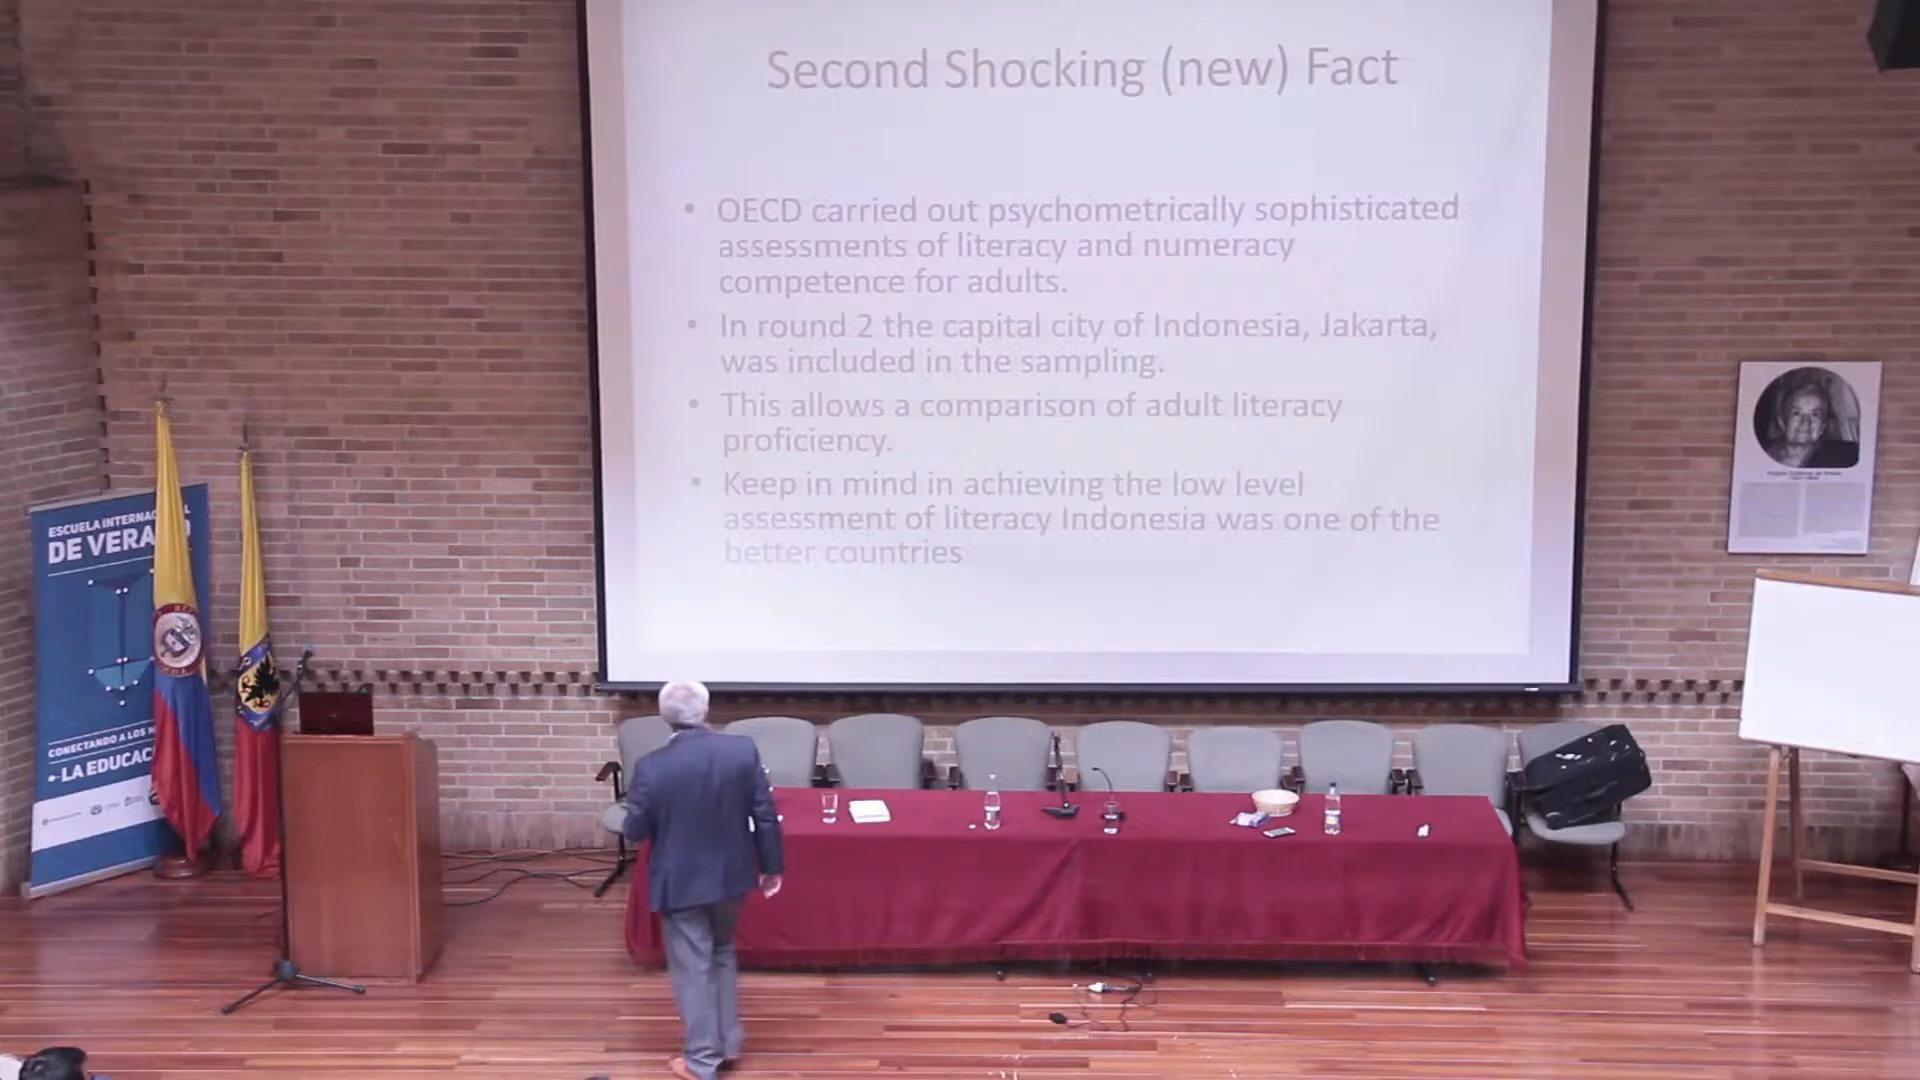 Second Shocking (new) Fact
• OECD carried out psychometrically sophisticated
assessments of literacy and numeracy
competence for adults.
• In round 2 the capital city of Indonesia, Jakarta,
was included in the sampling.
• This allows a comparison of adult literacy
proficiency.
• Keep in mind in achieving the low level
assessment of literacy Indonesia was one of the
better countries
ESCUELA
DE
CONECTANDO A LOS
LA